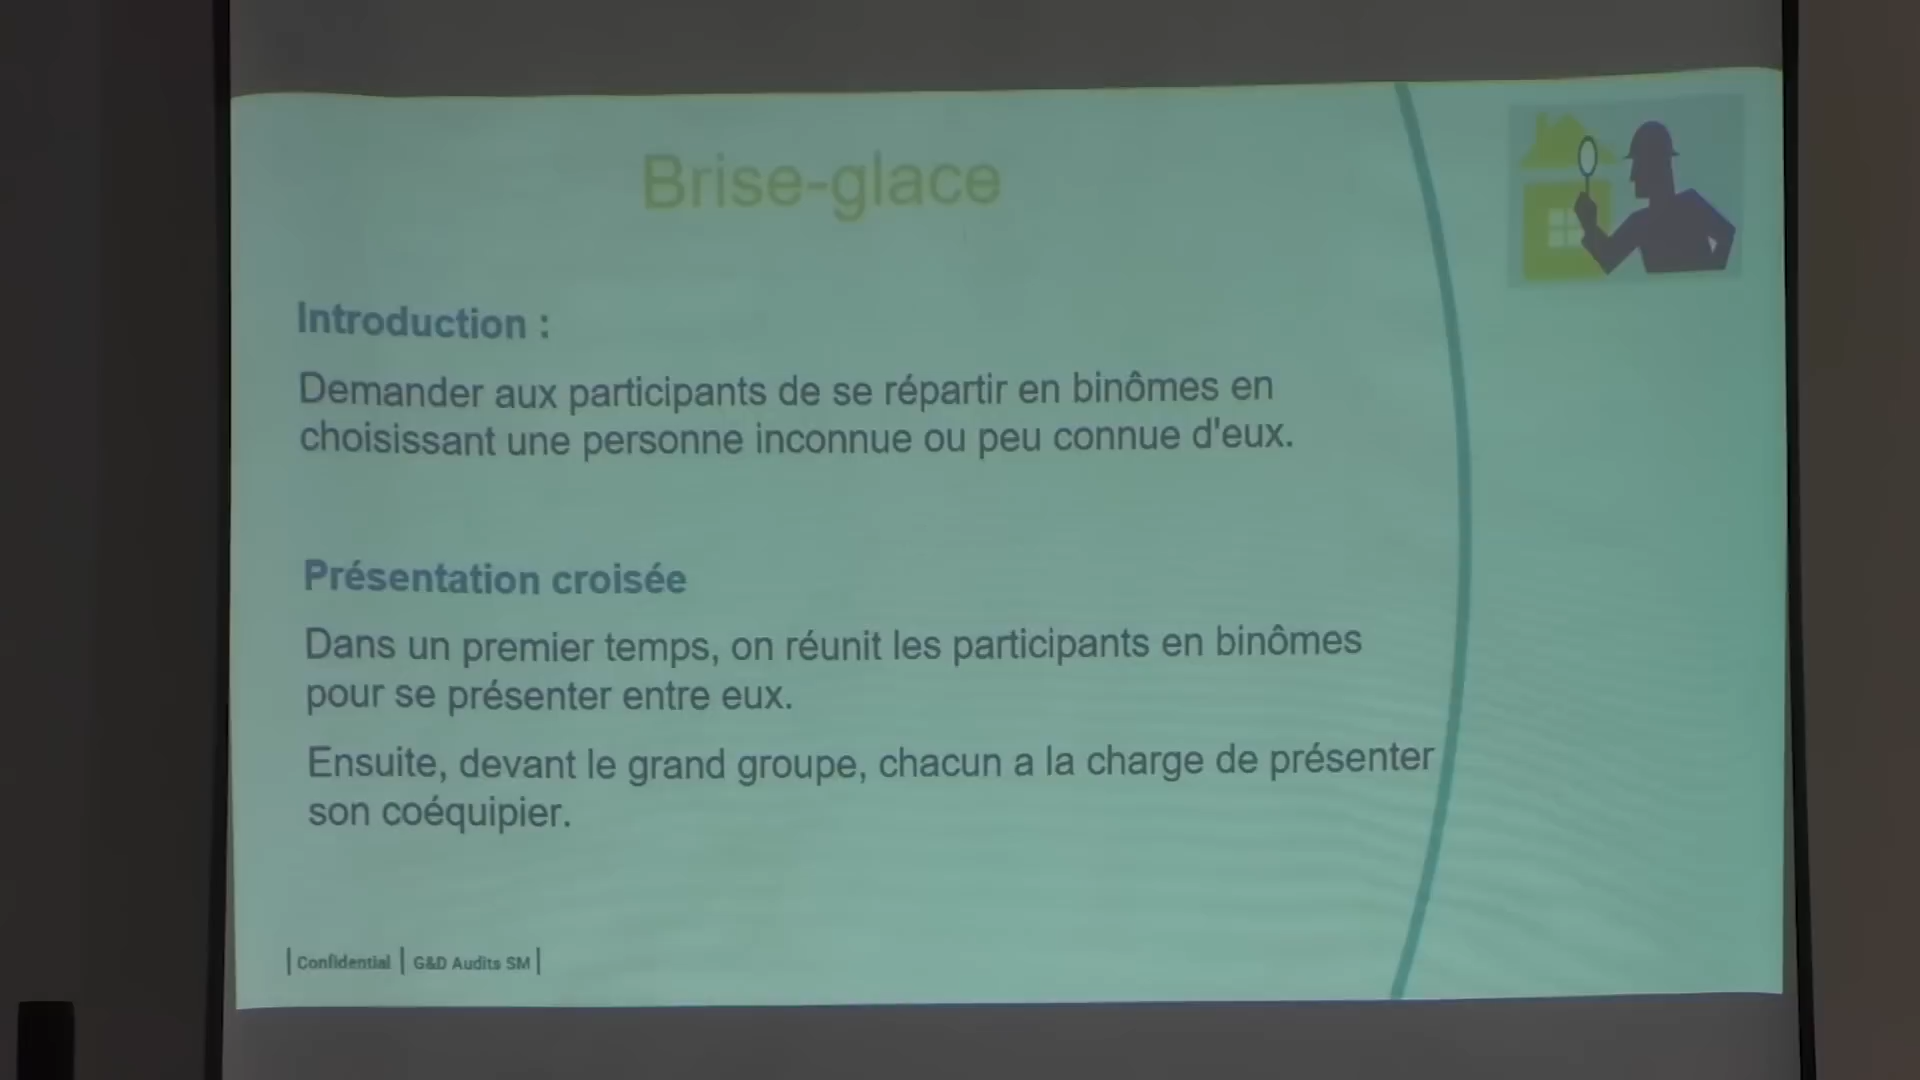 Brise-glace
Introduction :
Demander aux participants de se répartir en binômes en
choisissant une personne inconnue ou peu connue d'eux.
Présentation croisée
Dans un premier temps, on réunit les participants en binômes
pour se présenter entre eux.
Ensuite, devant le grand groupe, chacun a la charge de présenter
son coéquipier.
| Confidential | G&D Audits SM |